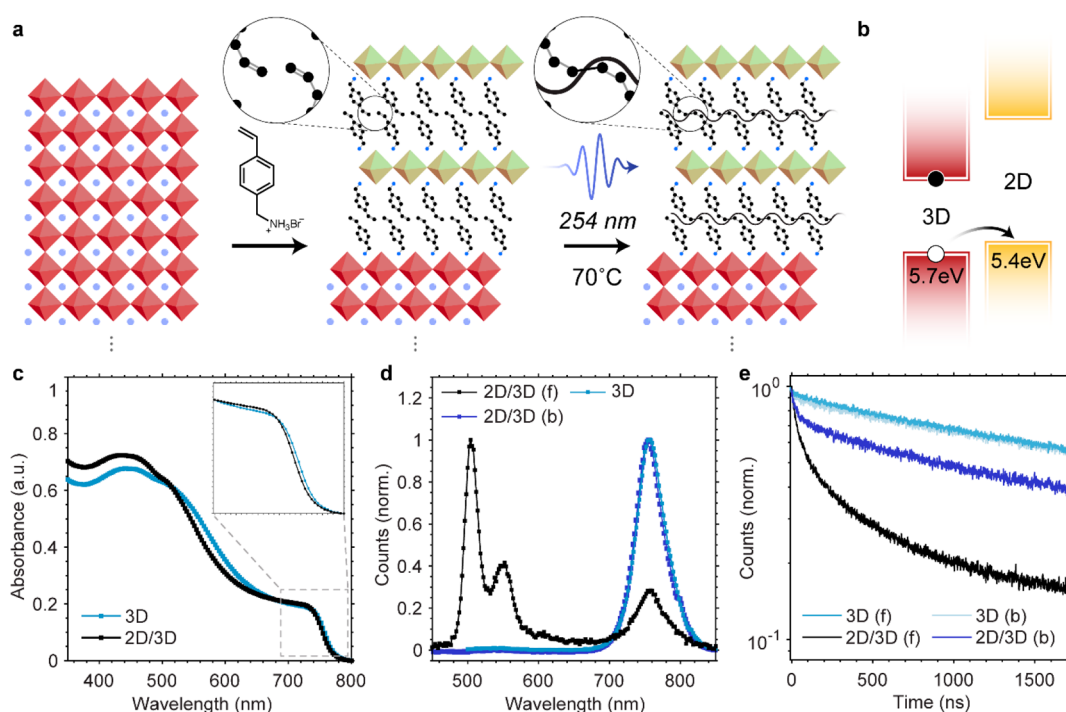 a
NH3Br-
+
254 nm
70°C
b
2D
3D
5.7eV
5.4eV
c
Absorbance (a.u.)
1
0.8
0.6
0.4
0.2
0
3D
2D/3D
400 500 600 700 800
Wavelength (nm)
d
Counts (norm.)
2D/3D (f) 3D
2D/3D (b)
1.2
1
0.8
0.6
0.4
0.2
0
500 600 700 800
Wavelength (nm)
e
Counts (norm.)
10^0
10^-1
3D (f) 3D (b)
2D/3D (f) 2D/3D (b)
0 500 1000 1500
Time (ns)